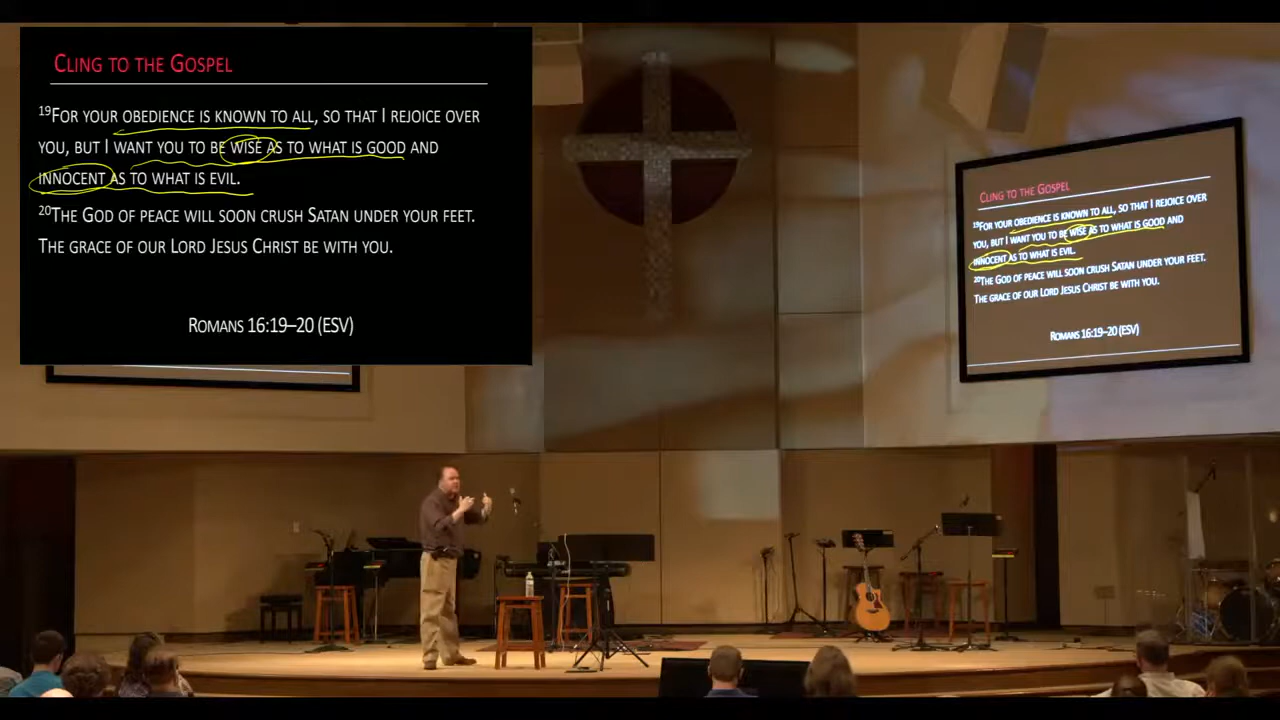 Cling to the Gospel
19For your obedience is known to all, so that I rejoice over
you, but I want you to be wise as to what is good and
innocent as to what is evil.
20The God of peace will soon crush Satan under your feet.
The grace of our Lord Jesus Christ be with you.
Romans 16:19–20 (ESV)
Cling to the Gospel
19For your obedience is known to all, so that I rejoice over
you, but I want you to be wise as to what is good and
innocent as to what is evil.
20The God of peace will soon crush Satan under your feet.
The grace of our Lord Jesus Christ be with you.
Romans 16:19–20 (ESV)